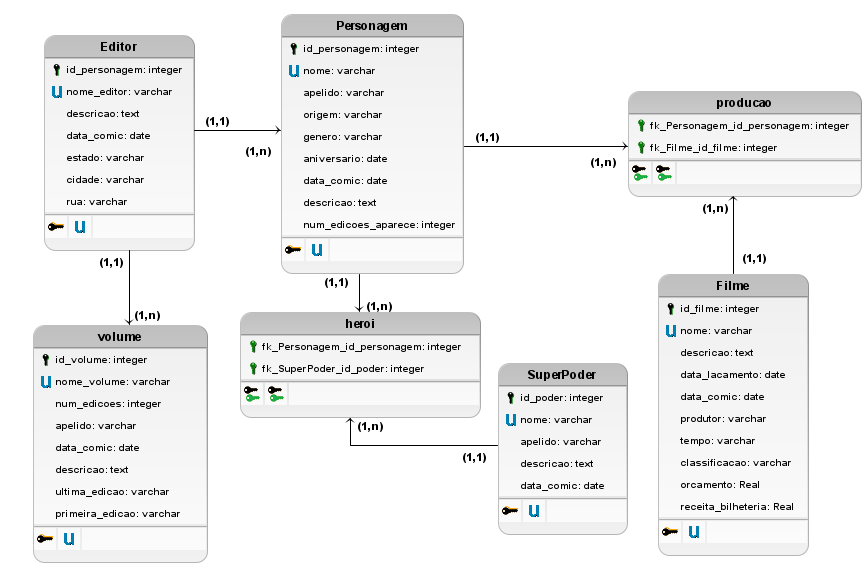 Editor
id_personagem: integer
nome_editor: varchar
descricao: text
data_comic: date
estado: varchar
cidade: varchar
rua: varchar
(1,1)
(1,n)
Personagem
id_personagem: integer
nome: varchar
apelido: varchar
origem: varchar
genero: varchar
aniversario: date
data_comic: date
descricao: text
num_edicoes_aparece: integer
(1,1)
(1,n)
producao
fk_Personagem_id_personagem: integer
fk_Filme_id_filme: integer
(1,n)
(1,1)
(1,1)
(1,n)
volume
id_volume: integer
nome_volume: varchar
num_edicoes: integer
apelido: varchar
data_comic: date
descricao: text
ultima_edicao: varchar
primeira_edicao: varchar
(1,1)
(1,n)
heroi
fk_Personagem_id_personagem: integer
fk_SuperPoder_id_poder: integer
(1,n)
(1,1)
SuperPoder
id_poder: integer
nome: varchar
apelido: varchar
descricao: text
data_comic: date
Filme
id_filme: integer
nome: varchar
descricao: text
data_lacamento: date
data_comic: date
produtor: varchar
tempo: varchar
classificacao: varchar
orcamento: Real
receita_bilheteria: Real